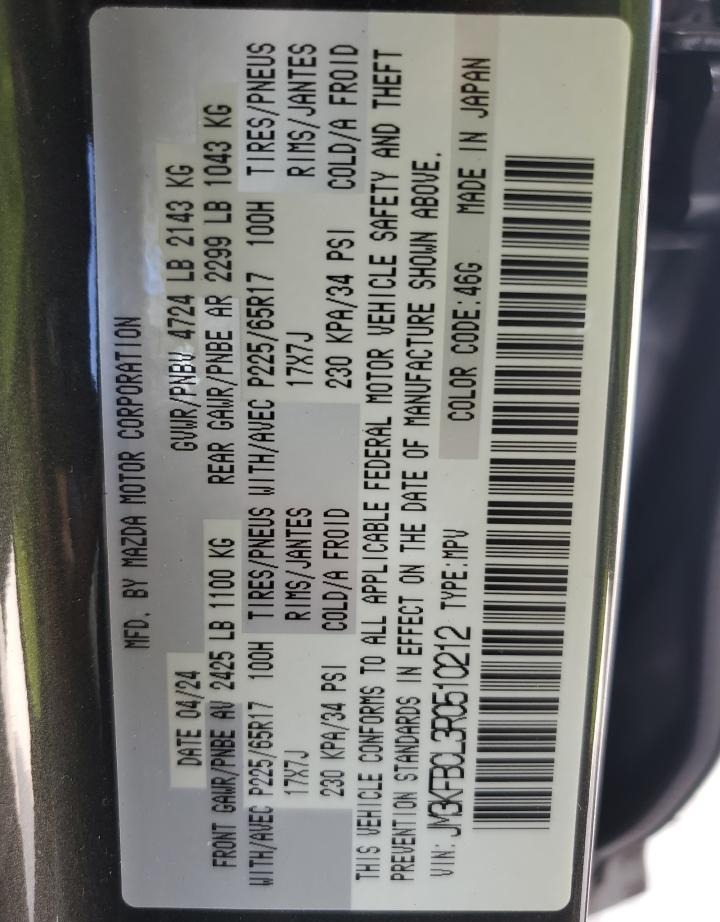 MFD. BY MAZDA MOTOR CORPORATION
DATE 04/24 GVWR/PNBV 4724 LB 2143 KG
FRONT GAWR/PNBE AV 2425 LB 1100 KG REAR GAWR/PNBE AR 2299 LB 1043 KG
WITH/AVEC P225/65R17 100H TIRES/PNEUS WITH/AVEC P225/65R17 100H TIRES/PNEUS
17X7J RIMS/JANTES 17X7J RIMS/JANTES
230 KPA/34 PSI COLD/A FROID 230 KPA/34 PSI COLD/A FROID
THIS VEHICLE CONFORMS TO ALL APPLICABLE FEDERAL MOTOR VEHICLE SAFETY AND THEFT
PREVENTION STANDARDS IN EFFECT ON THE DATE OF MANUFACTURE SHOWN ABOVE.
VIN: JM3KFBCL3R0510212 TYPE:MPV COLOR CODE:46G MADE IN JAPAN